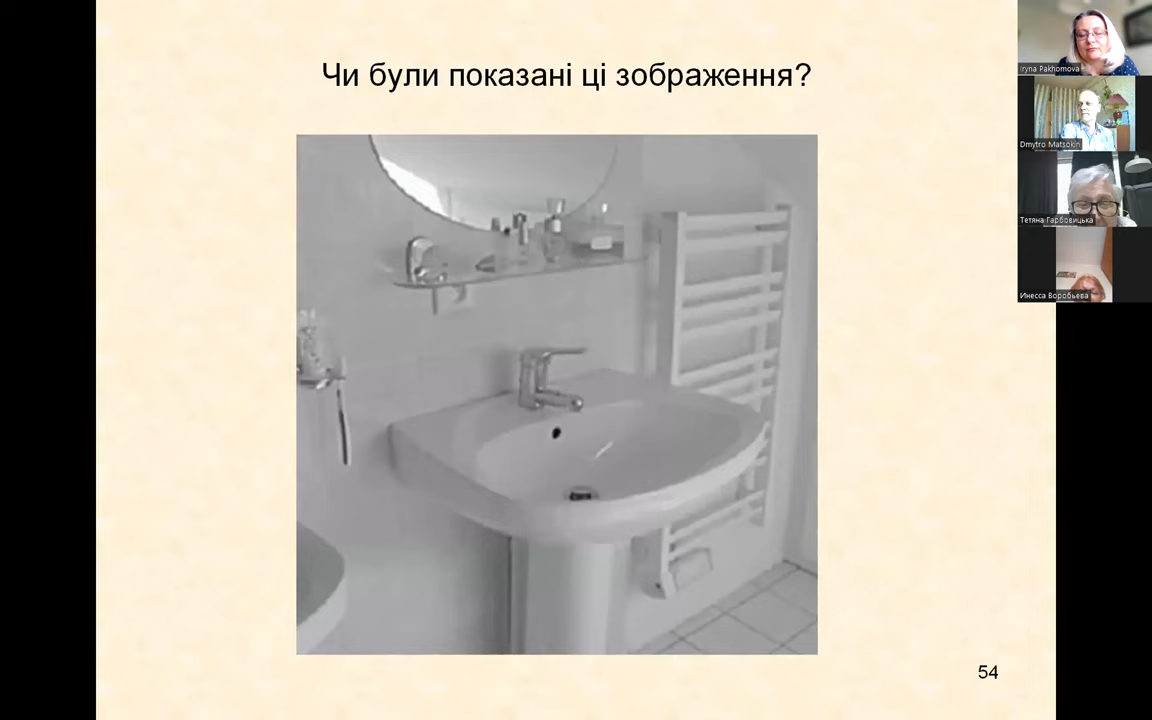 Чи були показані ці зображення?
Iryna Pakhomova
Dmytro Matsokin
Тетяна Гарбовицька
Инесса Воробьева
54